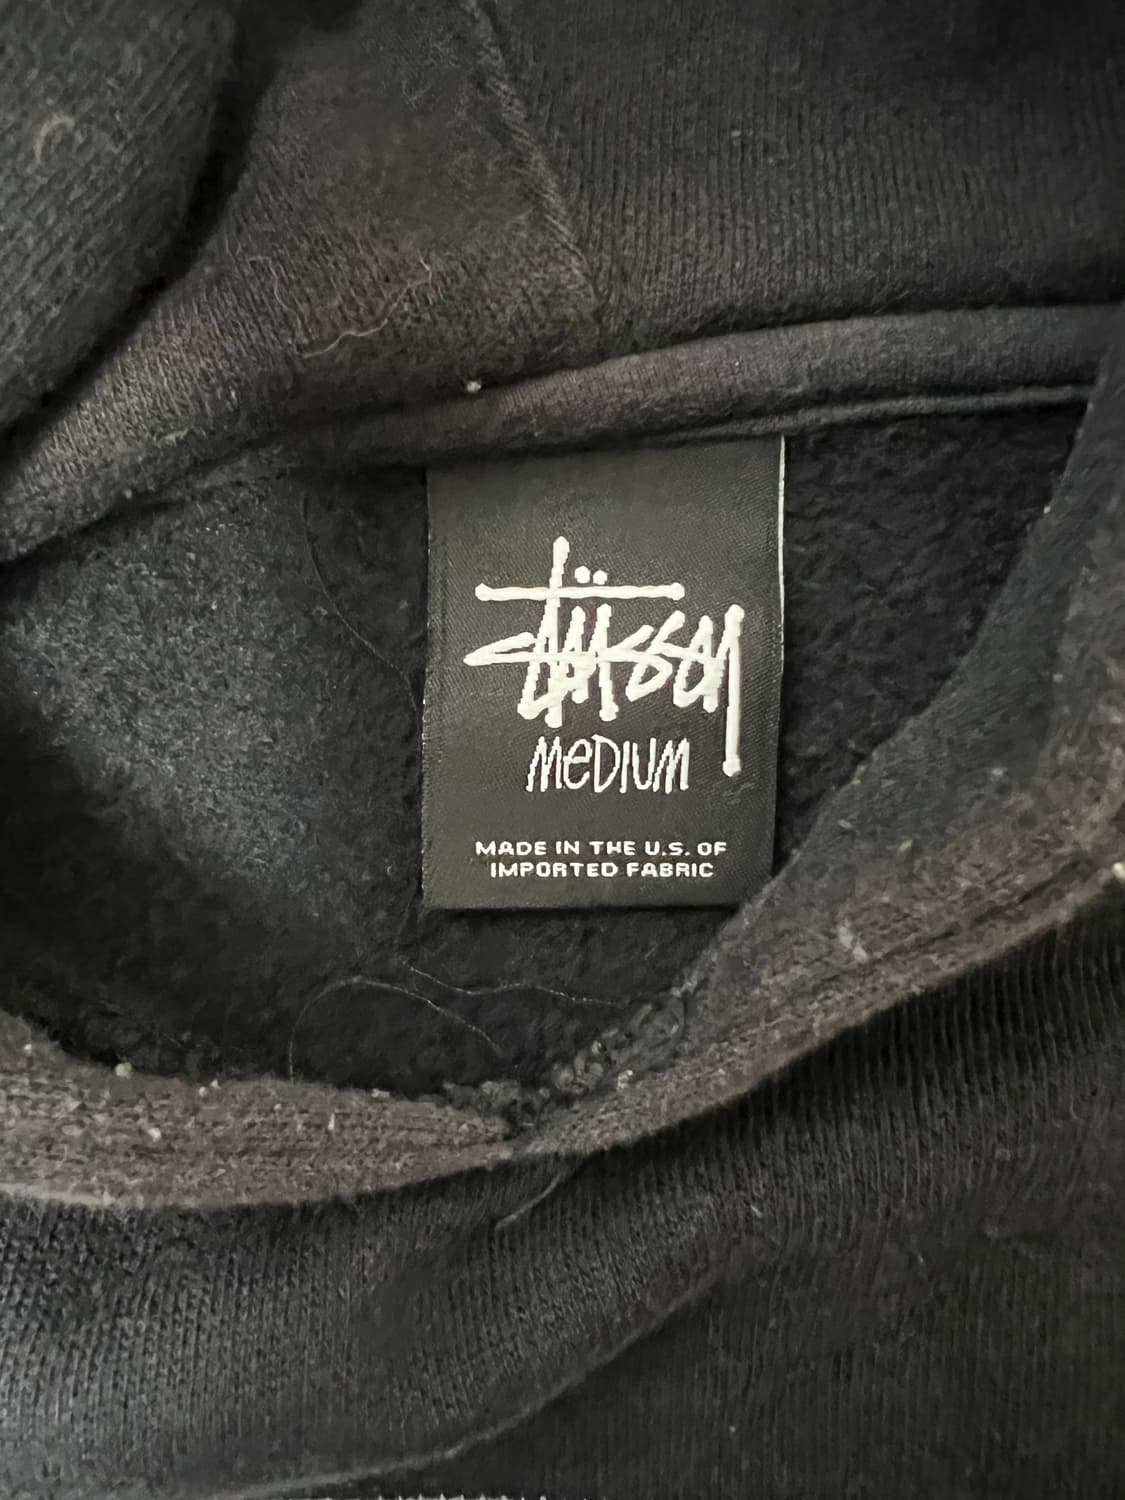 Stüssy
MEDIUM
MADE IN THE U.S. OF
IMPORTED FABRIC